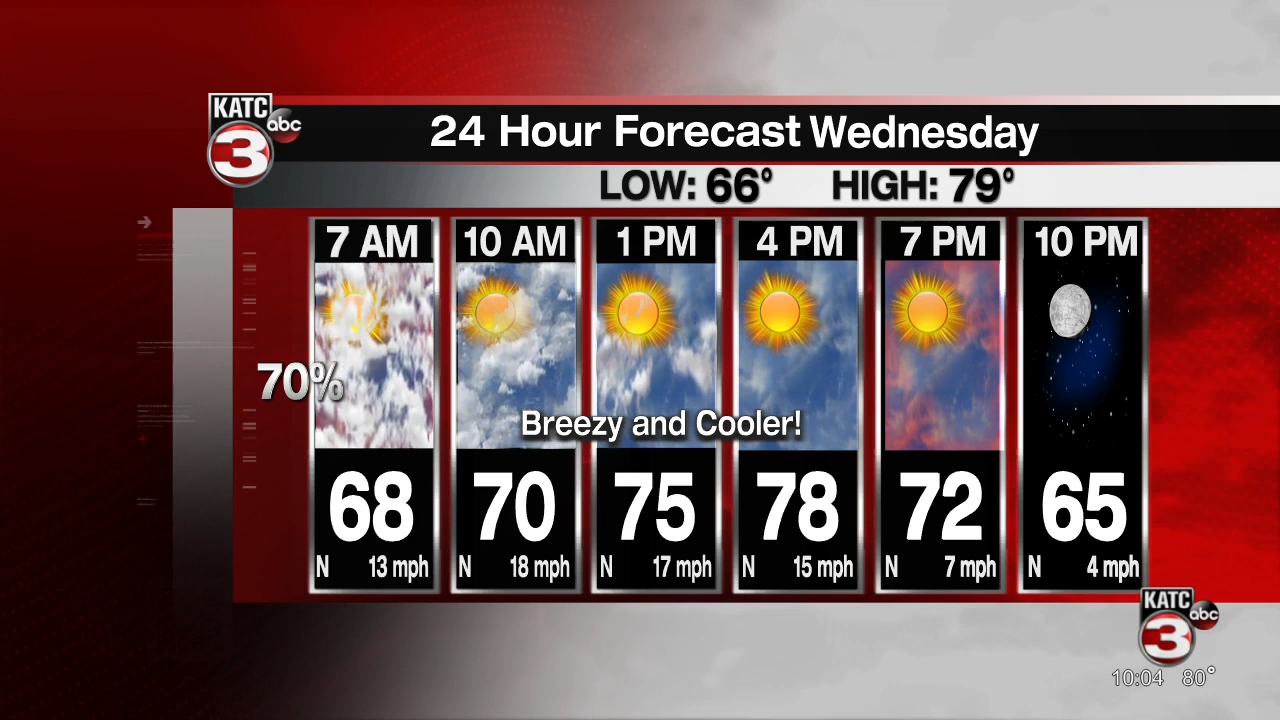 KATC
abc
3
24 Hour Forecast Wednesday
LOW: 66° HIGH: 79°
7 AM 10 AM 1 PM 4 PM 7 PM 10 PM
70%
Breezy and Cooler!
68 70 75 78 72 65
N 13 mph N 18 mph N 17 mph N 15 mph N 7 mph N 4 mph
KATC
abc
3
10:04 80°